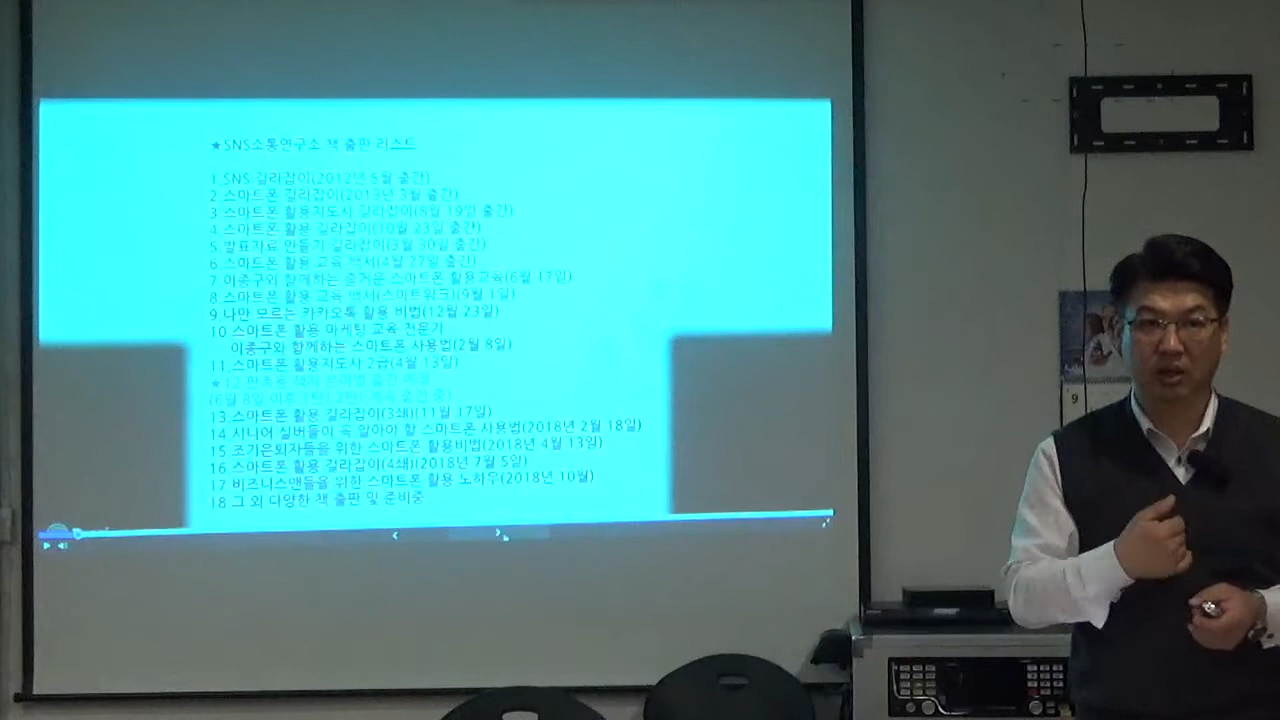 ★SNS소통연구소 책 출판 리스트
1.SNS 길라잡이(2012년 5월 출간)
2.스마트폰 길라잡이(2013년 3월 출간)
3.스마트폰 활용지도사 길라잡이(8월 19일 출간)
4.스마트폰 활용 길라잡이(10월 23일 출간)
5.발표자료 만들기 길라잡이(3월 30일 출간)
6.스마트폰 활용 교육 백서(4월 27일 출간)
7.이종구와 함께하는 즐거운 스마트폰 활용교육(6월 17일)
8.스마트폰 활용 교육 백서(스마트워크)(9월 1일)
9.나만 모르는 카카오톡 활용 비법(12월 23일)
10.스마트폰 활용 마케팅 교육 전문가
이종구와 함께하는 스마트폰 사용법(2월 8일)
11.스마트폰 활용지도사 2급(4월 13일)
★12.
(6월 8일 이후 1탄, 2탄, 계속 출간 중)
13.스마트폰 활용 길라잡이(3쇄)(11월 17일)
14.시니어 실버들이 꼭 알아야 할 스마트폰 사용법(2018년 2월 18일)
15.조기은퇴자들을 위한 스마트폰 활용비법(2018년 4월 13일)
16.스마트폰 활용 길라잡이(4쇄)(2018년 7월 5일)
17.비즈니스맨들을 위한 스마트폰 활용 노하우(2018년 10월)
18.그 외 다양한 책 출판 및 준비중
9